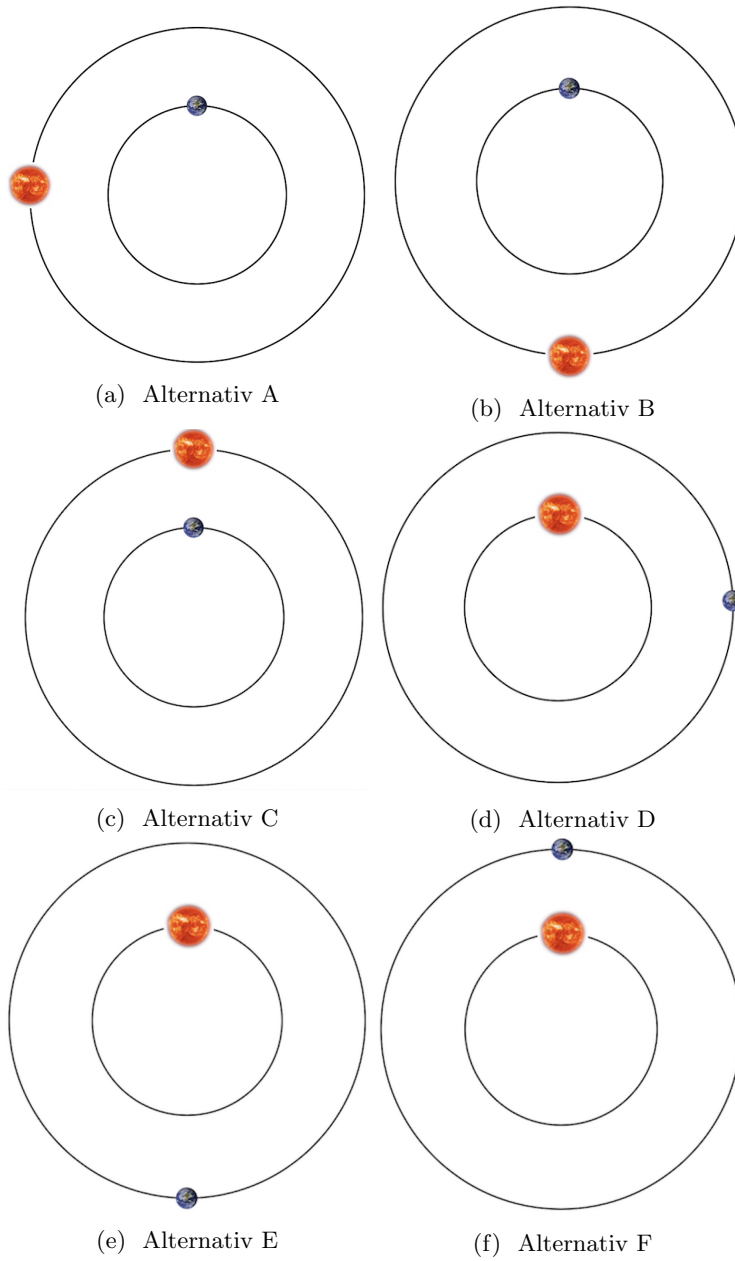 (a) Alternativ A
(b) Alternativ B
(c) Alternativ C
(d) Alternativ D
(e) Alternativ E
(f) Alternativ F